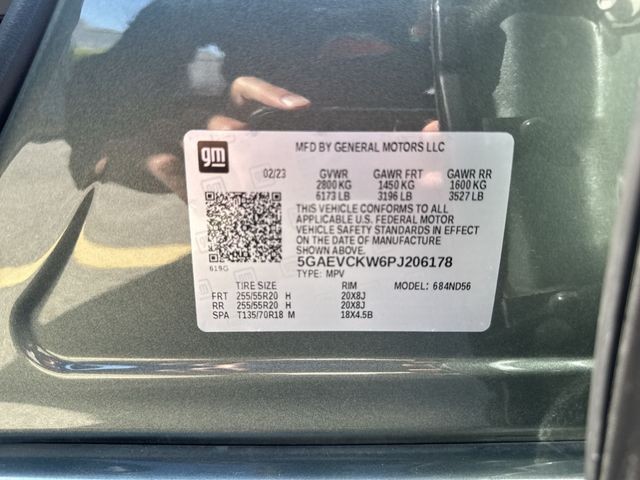 gm
MFD BY GENERAL MOTORS LLC
02/23 GVWR GAWR FRT GAWR RR
2800 KG 1450 KG 1600 KG
6173 LB 3196 LB 3527 LB
THIS VEHICLE CONFORMS TO ALL
APPLICABLE U.S. FEDERAL MOTOR
VEHICLE SAFETY STANDARDS IN EFFECT
ON THE DATE OF MANUFACTURE
SHOWN ABOVE.
619G 5GAEVCKW6PJ206178
TYPE: MPV
TIRE SIZE RIM MODEL: 684ND56
FRT 255/55R20 H 20X8J
RR 255/55R20 H 20X8J
SPA T135/70R18 M 18X4.5B